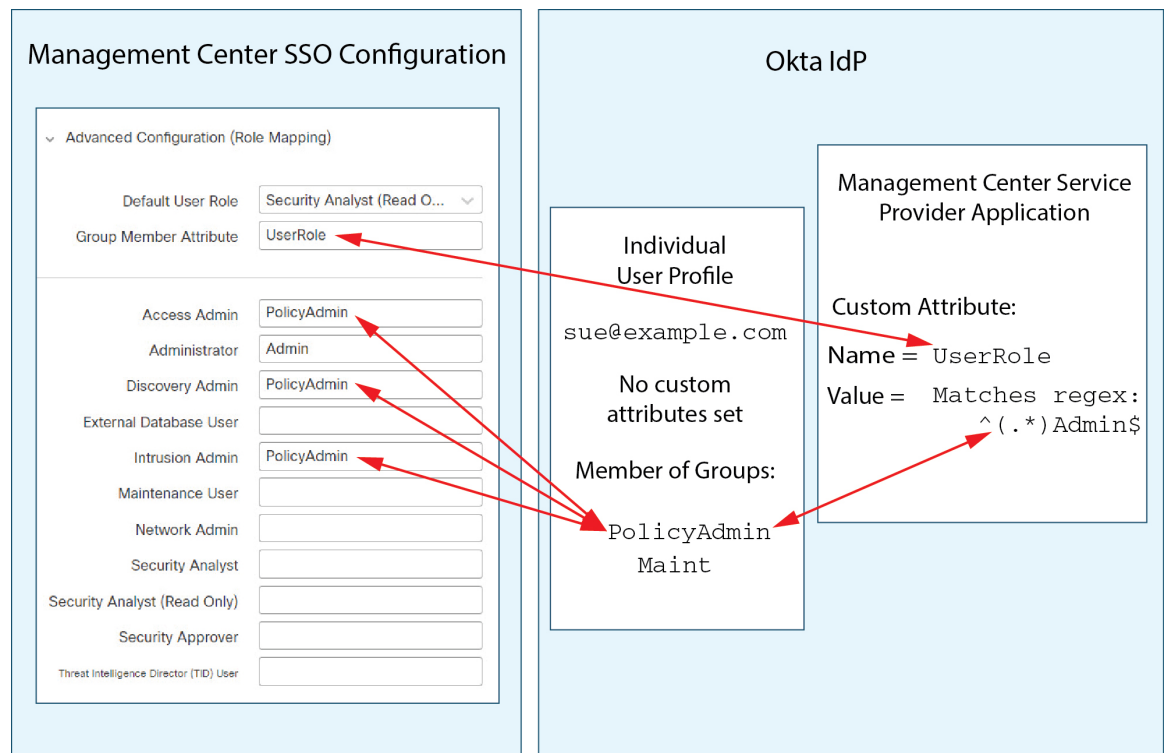 Management Center SSO Configuration
Advanced Configuration (Role Mapping)
Default User Role
Security Analyst (Read O...
Group Member Attribute
UserRole
Access Admin
PolicyAdmin
Administrator
Admin
Discovery Admin
PolicyAdmin
External Database User
Intrusion Admin
PolicyAdmin
Maintenance User
Network Admin
Security Analyst
Security Analyst (Read Only)
Security Approver
Threat Intelligence Director (TID) User
Okta IdP
Individual
User Profile
sue@example.com
No custom
attributes set
Member of Groups:
PolicyAdmin
Maint
Management Center Service
Provider Application
Custom Attribute:
Name = UserRole
Value = Matches regex:
^(.*)Admin$